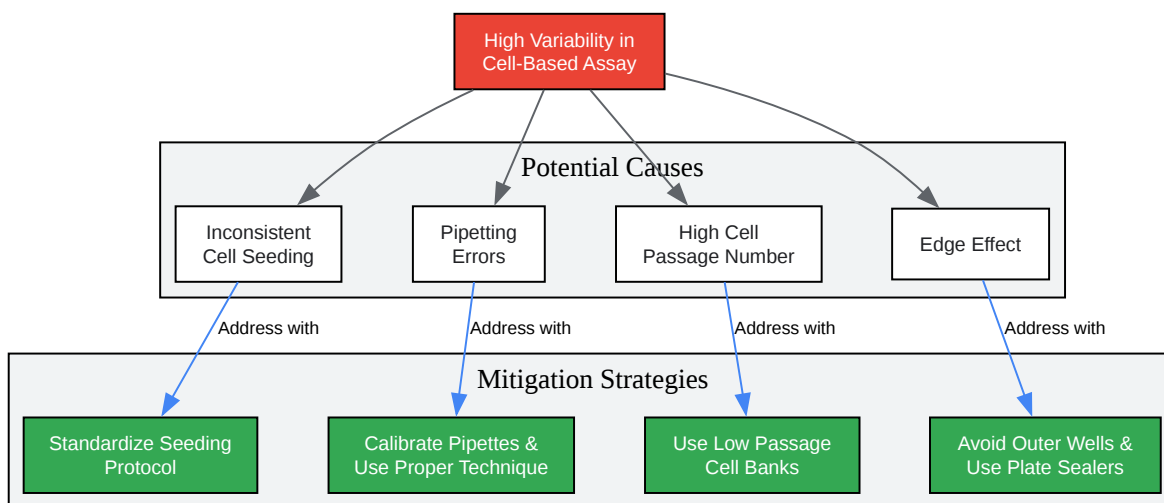 High Variability in
Cell-Based Assay
Potential Causes
Inconsistent
Cell Seeding
Pipetting
Errors
High Cell
Passage Number
Edge Effect
Address with
Address with
Address with
Address with
Mitigation Strategies
Standardize Seeding
Protocol
Calibrate Pipettes &
Use Proper Technique
Use Low Passage
Cell Banks
Avoid Outer Wells &
Use Plate Sealers